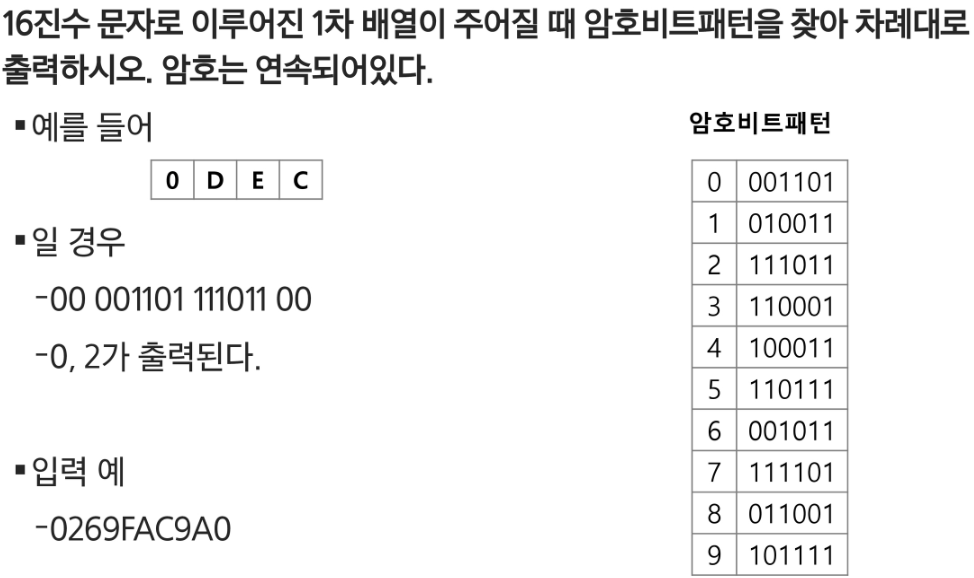 16진수 문자로 이루어진 1차 배열이 주어질 때 암호비트패턴을 찾아 차례대로
출력하시오. 암호는 연속되어있다.
▪예를 들어
0 D E C
▪일 경우
-00 001101 111011 00
-0, 2가 출력된다.
▪입력 예
-0269FAC9A0
암호비트패턴
0 001101
1 010011
2 111011
3 110001
4 100011
5 110111
6 001011
7 111101
8 011001
9 101111